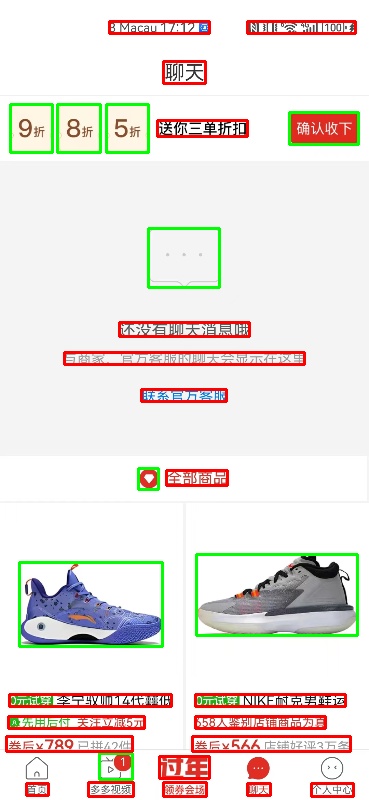 3 Macau 17:12
100
聊天
9折 8折 5折 送你三单折扣 确认收下
还没有聊天消息哦
与商家、官方客服的聊天会显示在这里
联系官方客服
全部商品
0元试穿 李宁驭帅14代䨻低
0元试穿 NIKE耐克男鞋运
先用后付 关注立减5元
658人鉴别店铺商品为真
券后¥789 已拼42件
券后¥566 店铺好评3万条
1
首页
多多视频
过年
领券会场
聊天
个人中心